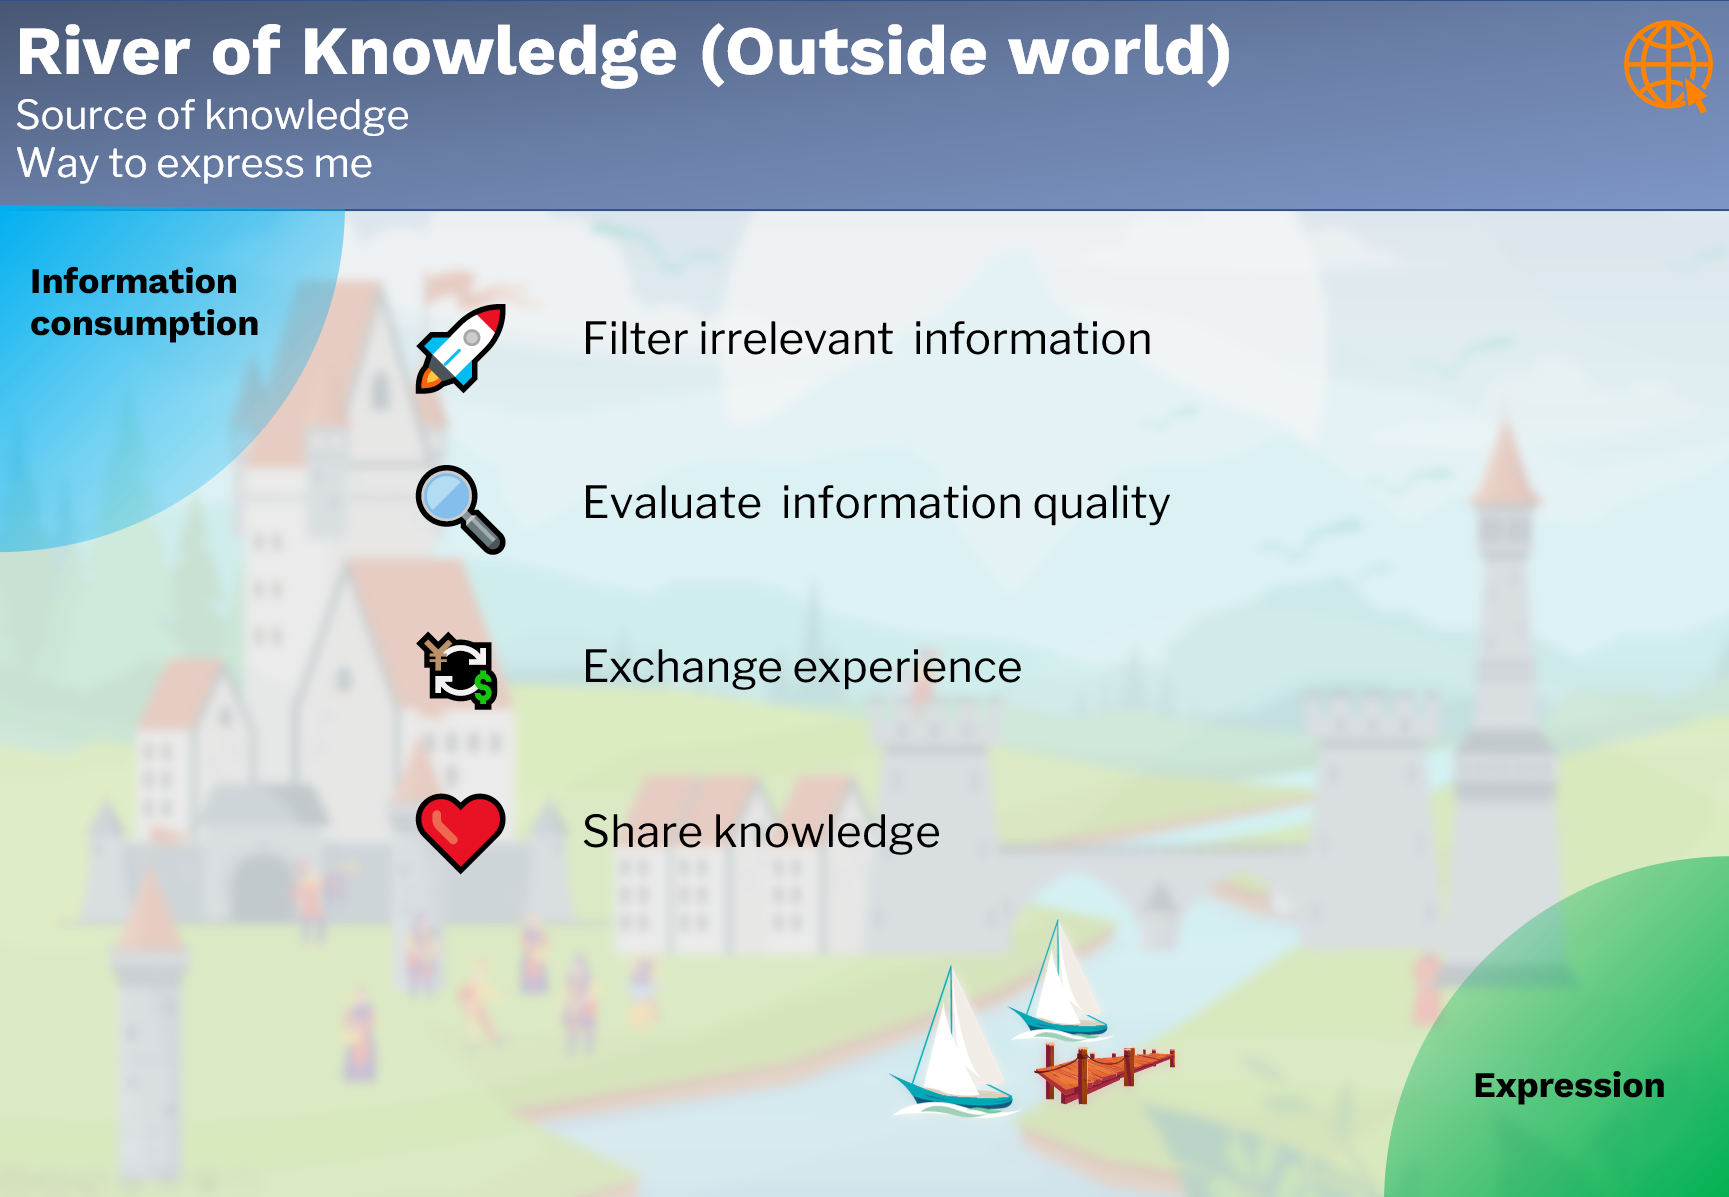 River of Knowledge (Outside world)
Source of knowledge
Way to express me
Information
consumption
Filter irrelevant  information
Evaluate  information quality
Exchange experience
Share knowledge
Expression